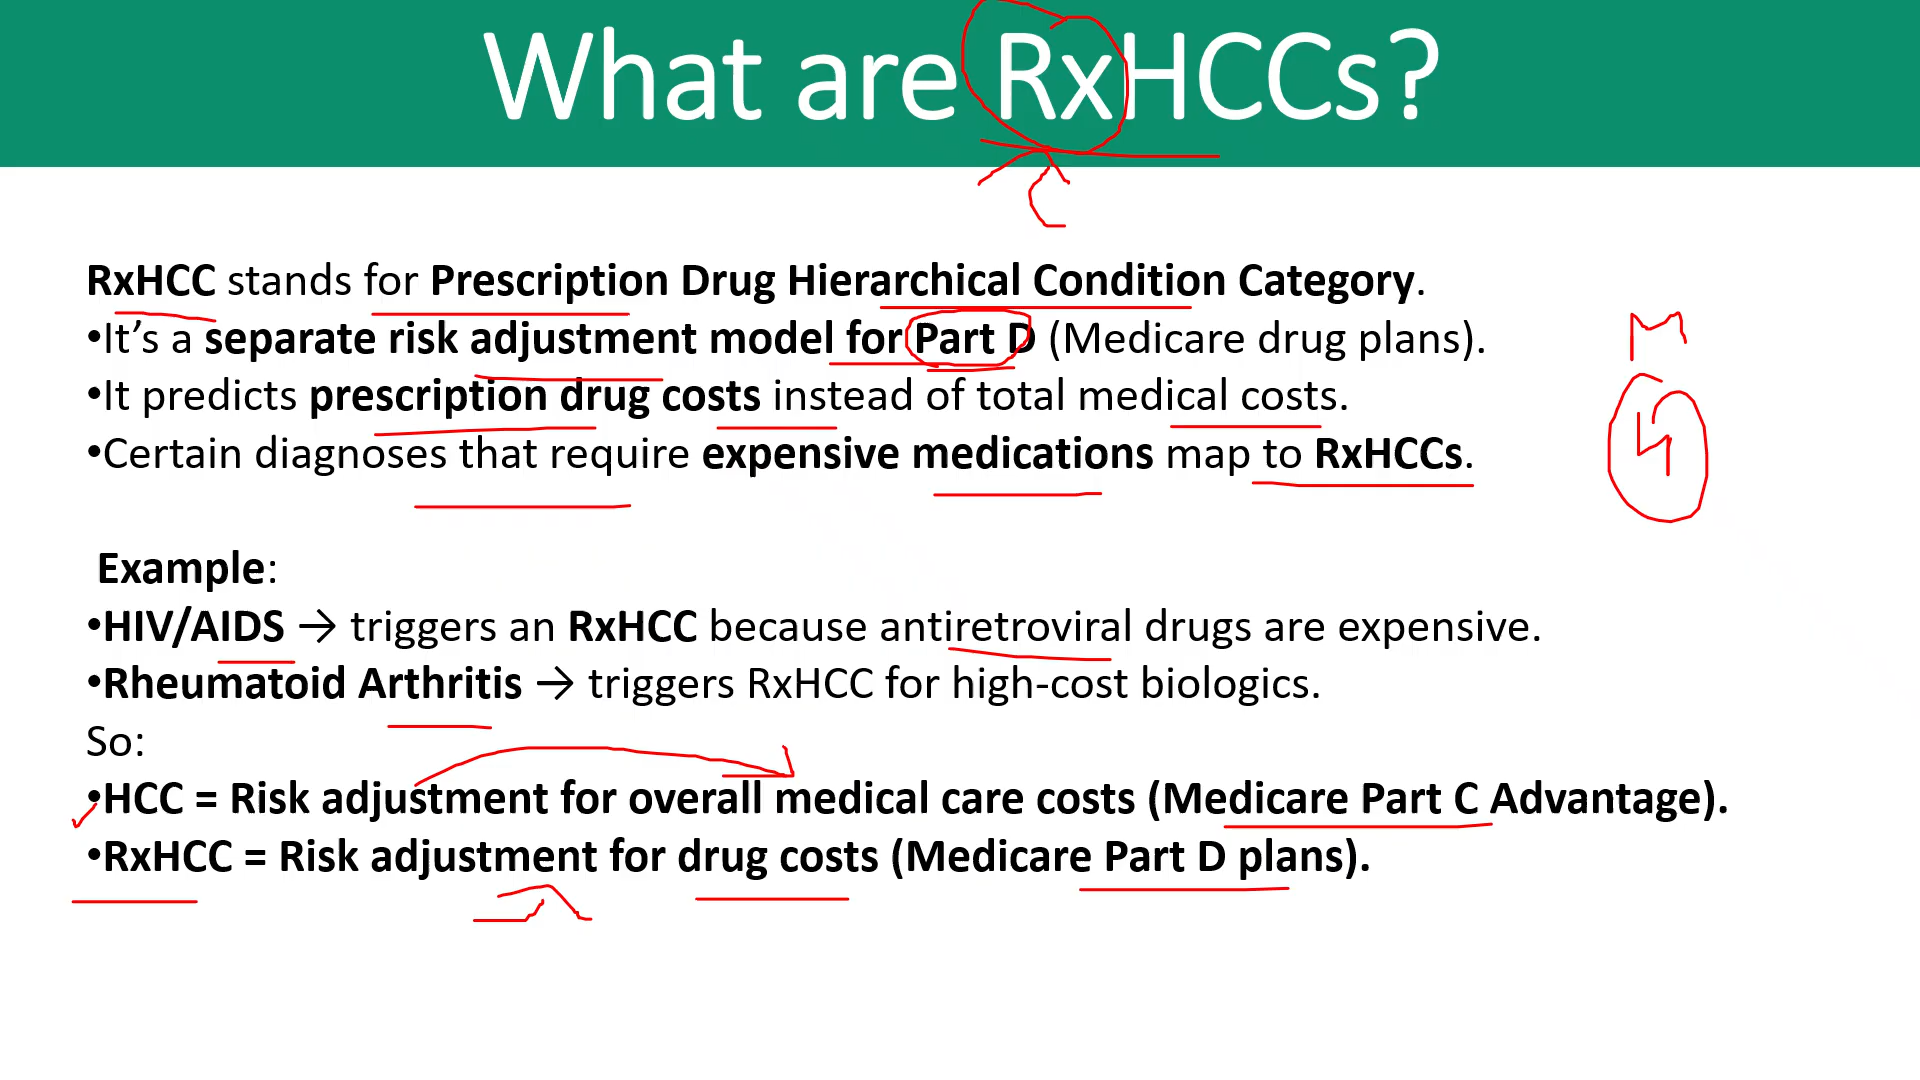 What are RxHCCs?
C
RxHCC stands for Prescription Drug Hierarchical Condition Category.
•It’s a separate risk adjustment model for Part D (Medicare drug plans).
•It predicts prescription drug costs instead of total medical costs.
•Certain diagnoses that require expensive medications map to RxHCCs.
M
4
Example:
•HIV/AIDS → triggers an RxHCC because antiretroviral drugs are expensive.
•Rheumatoid Arthritis → triggers RxHCC for high-cost biologics.
So:
•HCC = Risk adjustment for overall medical care costs (Medicare Part C Advantage).
•RxHCC = Risk adjustment for drug costs (Medicare Part D plans).